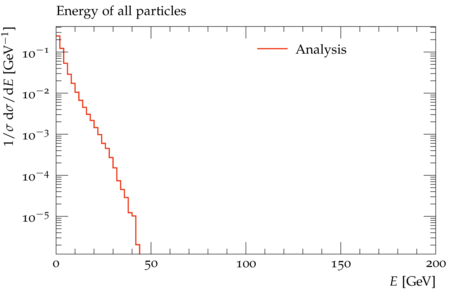 Energy of all particles
1/σ dσ/dE [GeV⁻¹]
Analysis
10⁻¹
10⁻²
10⁻³
10⁻⁴
10⁻⁵
0 50 100 150 200
E [GeV]